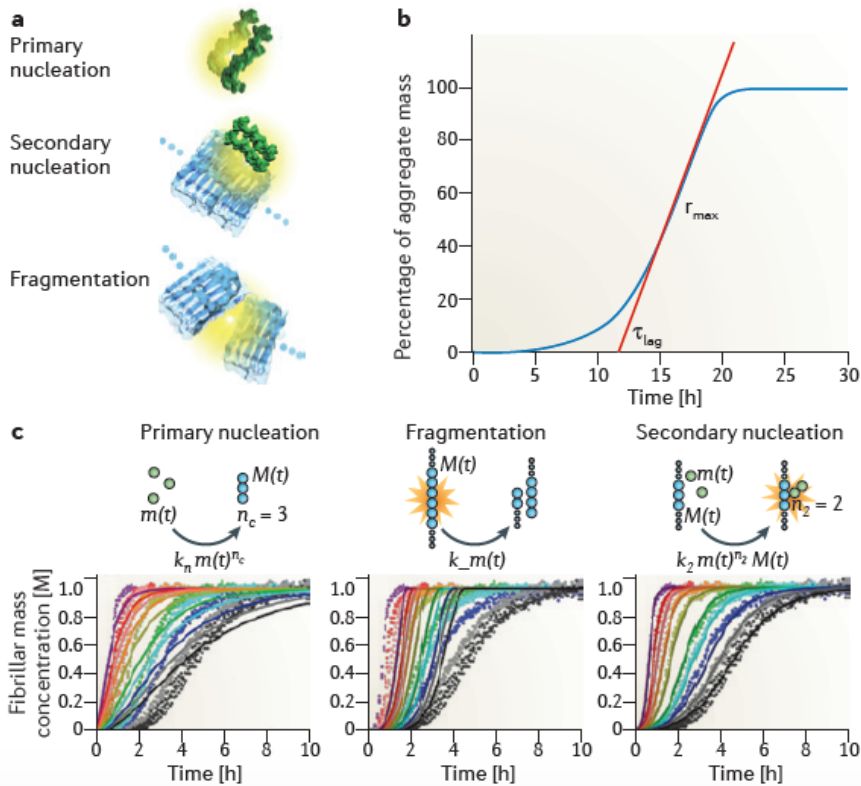 a
Primary
nucleation
Secondary
nucleation
Fragmentation
b
Percentage of aggregate mass
100
80
60
40
20
0
r_max
τ_lag
0 5 10 15 20 25 30
Time [h]
c
Primary nucleation
m(t)
M(t)
n_c = 3
k_n m(t)^n_c
Fragmentation
M(t)
k_m(t)
Secondary nucleation
m(t)
M(t)
n_2 = 2
k_2 m(t)^n_2 M(t)
Fibrillar mass
concentration [M]
1.0
0.8
0.6
0.4
0.2
0
0 2 4 6 8 10
Time [h]
1.0
0.8
0.6
0.4
0.2
0
0 2 4 6 8 10
Time [h]
1.0
0.8
0.6
0.4
0.2
0
0 2 4 6 8 10
Time [h]